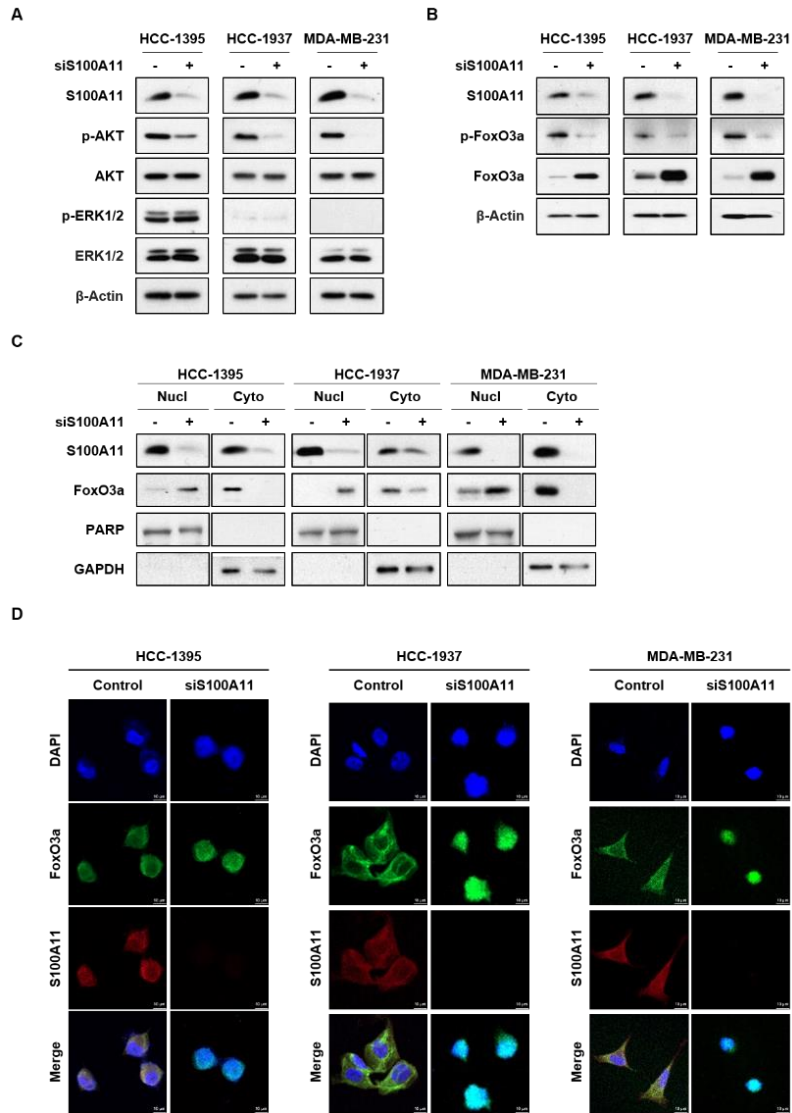 A
HCC-1395 HCC-1937 MDA-MB-231
siS100A11 - + - + - +
S100A11
p-AKT
AKT
p-ERK1/2
ERK1/2
β-Actin
B
HCC-1395 HCC-1937 MDA-MB-231
siS100A11 - + - + - +
S100A11
p-FoxO3a
FoxO3a
β-Actin
C
HCC-1395 HCC-1937 MDA-MB-231
Nucl Cyto Nucl Cyto Nucl Cyto
siS100A11 - + - + - + - + - + - +
S100A11
FoxO3a
PARP
GAPDH
D
HCC-1395 HCC-1937 MDA-MB-231
Control siS100A11 Control siS100A11 Control siS100A11
DAPI DAPI DAPI
FoxO3a FoxO3a FoxO3a
S100A11 S100A11 S100A11
Merge Merge Merge